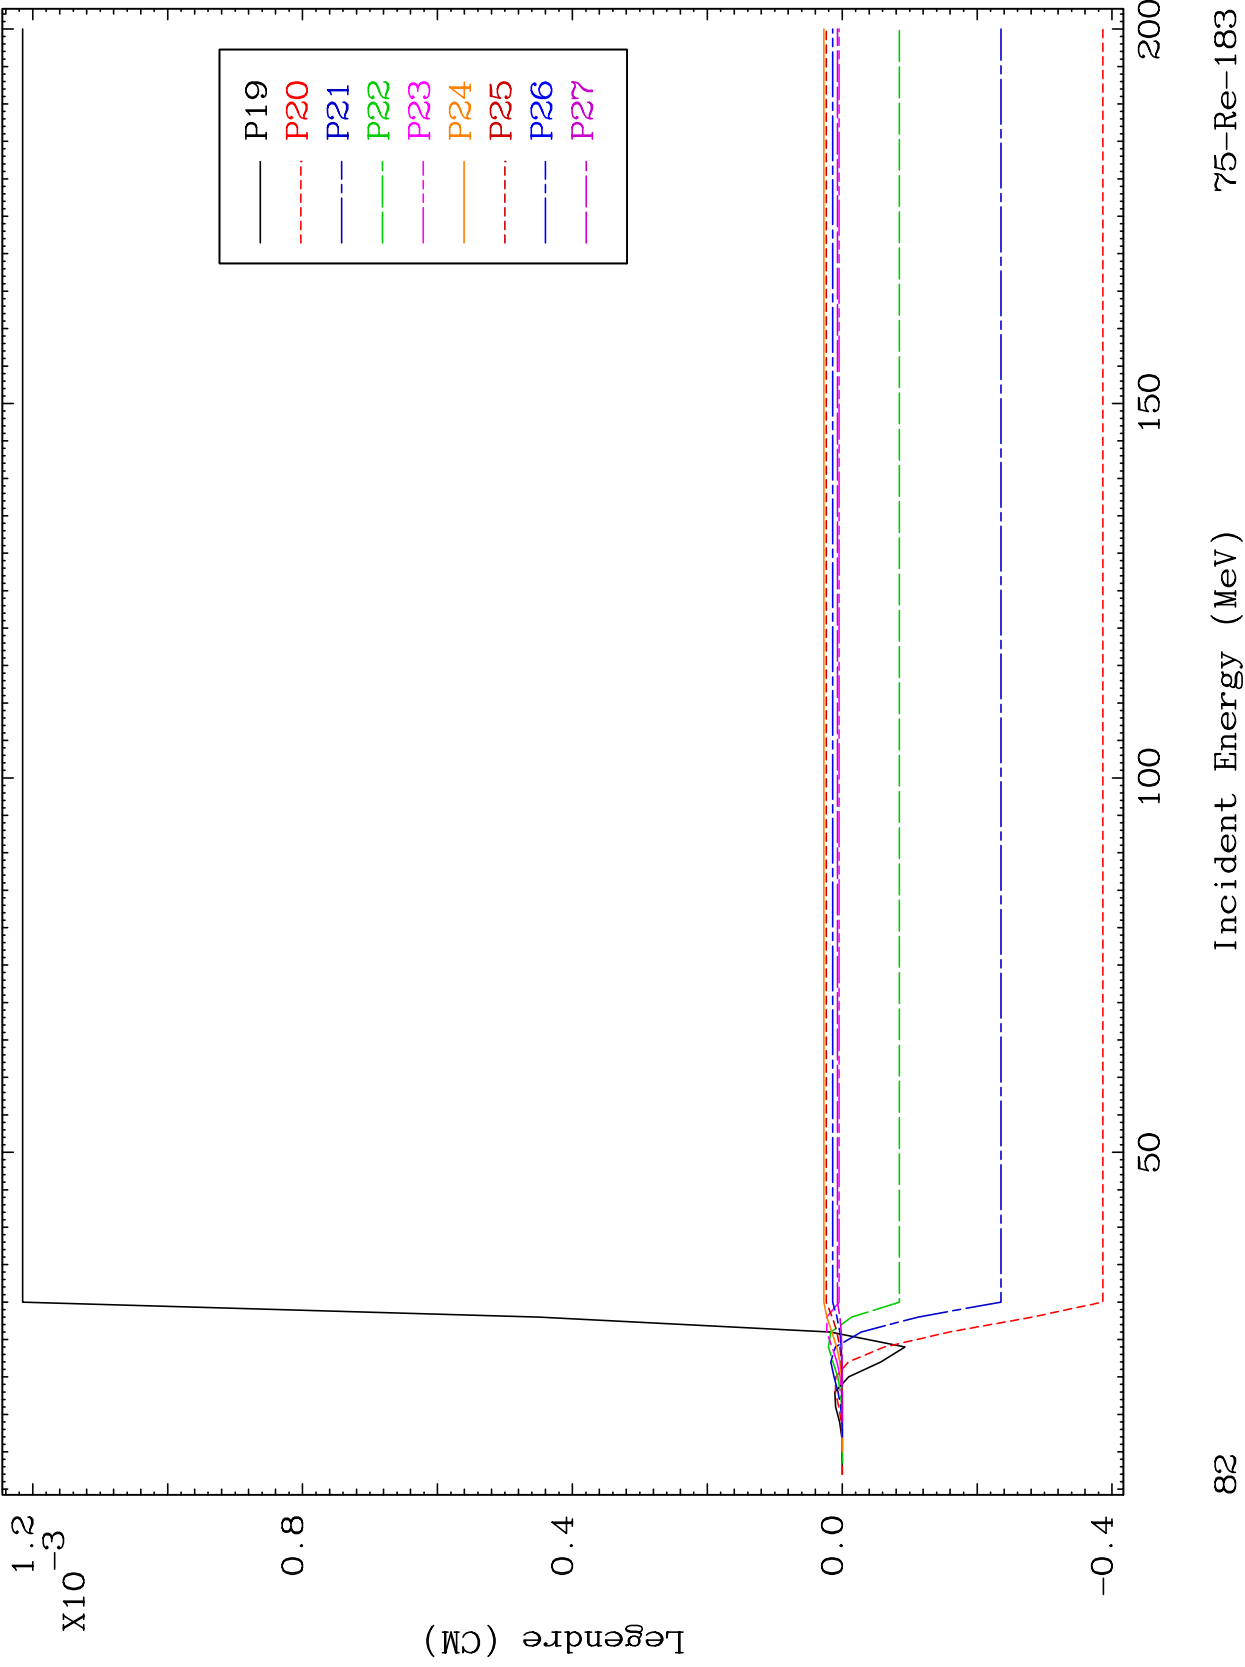 P19
P20
P21
P22
P23
P24
P25
P26
P27
1.2
X10-3
0.8
0.4
0.0
-0.4
Legendre (CM)
50
100
150
200
Incident Energy (MeV)
82
75-Re-183